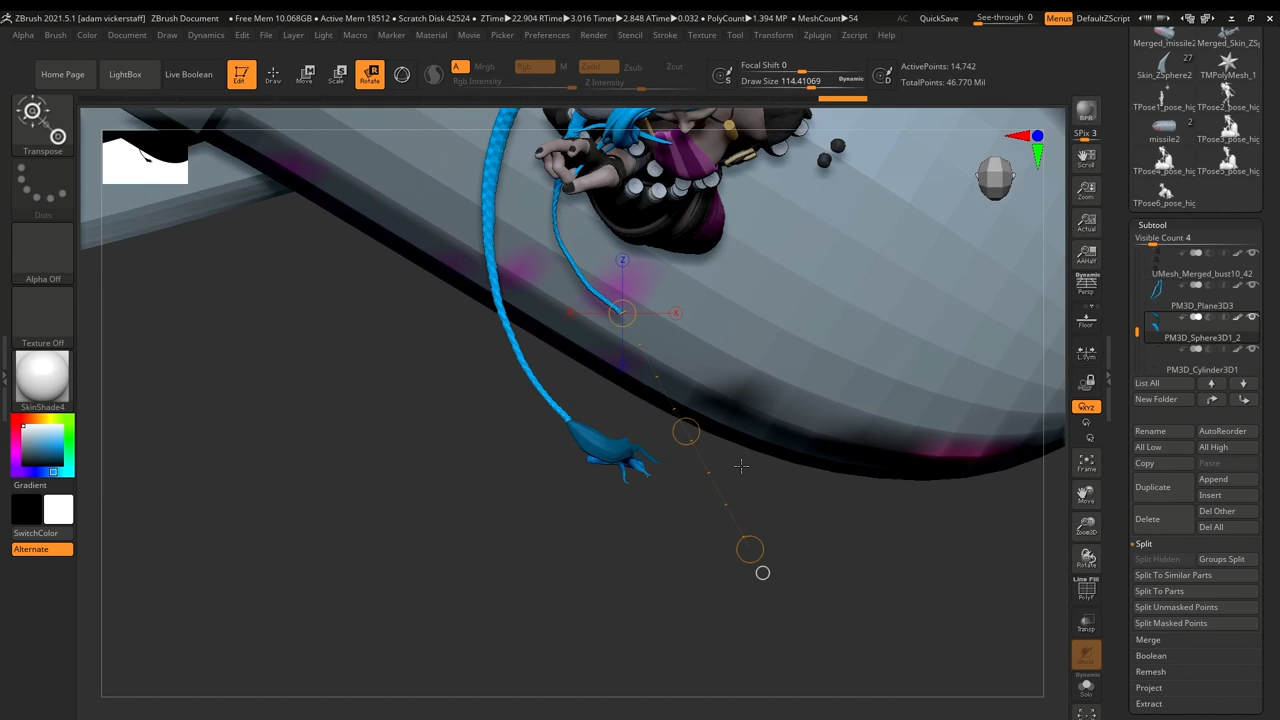 ZBrush 2021.5.1 [adam vickerstaff] ZBrush Document • Free Mem 10.068GB • Active Mem 18512 • Scratch Disk 42524 • ZTime▸22.904 RTime▸3.016 Timer▸2.848 ATime▸0.032 • PolyCount▸1.394 MP • MeshCount▸54 AC QuickSave See-through 0 Menus DefaultZScript
Alpha Brush Color Document Draw Dynamics Edit File Layer Light Macro Marker Material Movie Picker Preferences Render Stencil Stroke Texture Tool Transform Zplugin Zscript Help
Home Page LightBox Live Boolean Edit Draw Move Scale Rotate
A Mrgb Rgb M Zadd Zsub Zcut
Rgb Intensity Z Intensity
S Focal Shift 0
Draw Size 114.41069 Dynamic
D ActivePoints: 14,742
TotalPoints: 46.770 Mil
Transpose
Dots
Alpha Off
Texture Off
SkinShade4
Gradient
SwitchColor
Alternate
Z
X
BPR
SPix 3
Scroll
Zoom
Actual
AAHalf
Dynamic
Persp
Floor
L.Sym
XYZ
Frame
Move
Zoom3D
Rotate
Line Fill
PolyF
Transp
Ghost
Dynamic
Solo
Merged_missile2 Merged_Skin_ZSp
27
Skin_ZSphere2 TMPolyMesh_1
TPose1_pose_hig TPose2_pose_hig
2
missile2 TPose3_pose_hig
TPose4_pose_hig TPose5_pose_hig
TPose6_pose_hig
Subtool
Visible Count 4
UMesh_Merged_bust10_42
PM3D_Plane3D3
PM3D_Sphere3D1_2
PM3D_Cylinder3D1
List All
New Folder
Rename AutoReorder
All Low All High
Copy Paste
Duplicate Append
Insert
Delete Del Other
Del All
Split
Split Hidden Groups Split
Split To Similar Parts
Split To Parts
Split Unmasked Points
Split Masked Points
Merge
Boolean
Remesh
Project
Extract